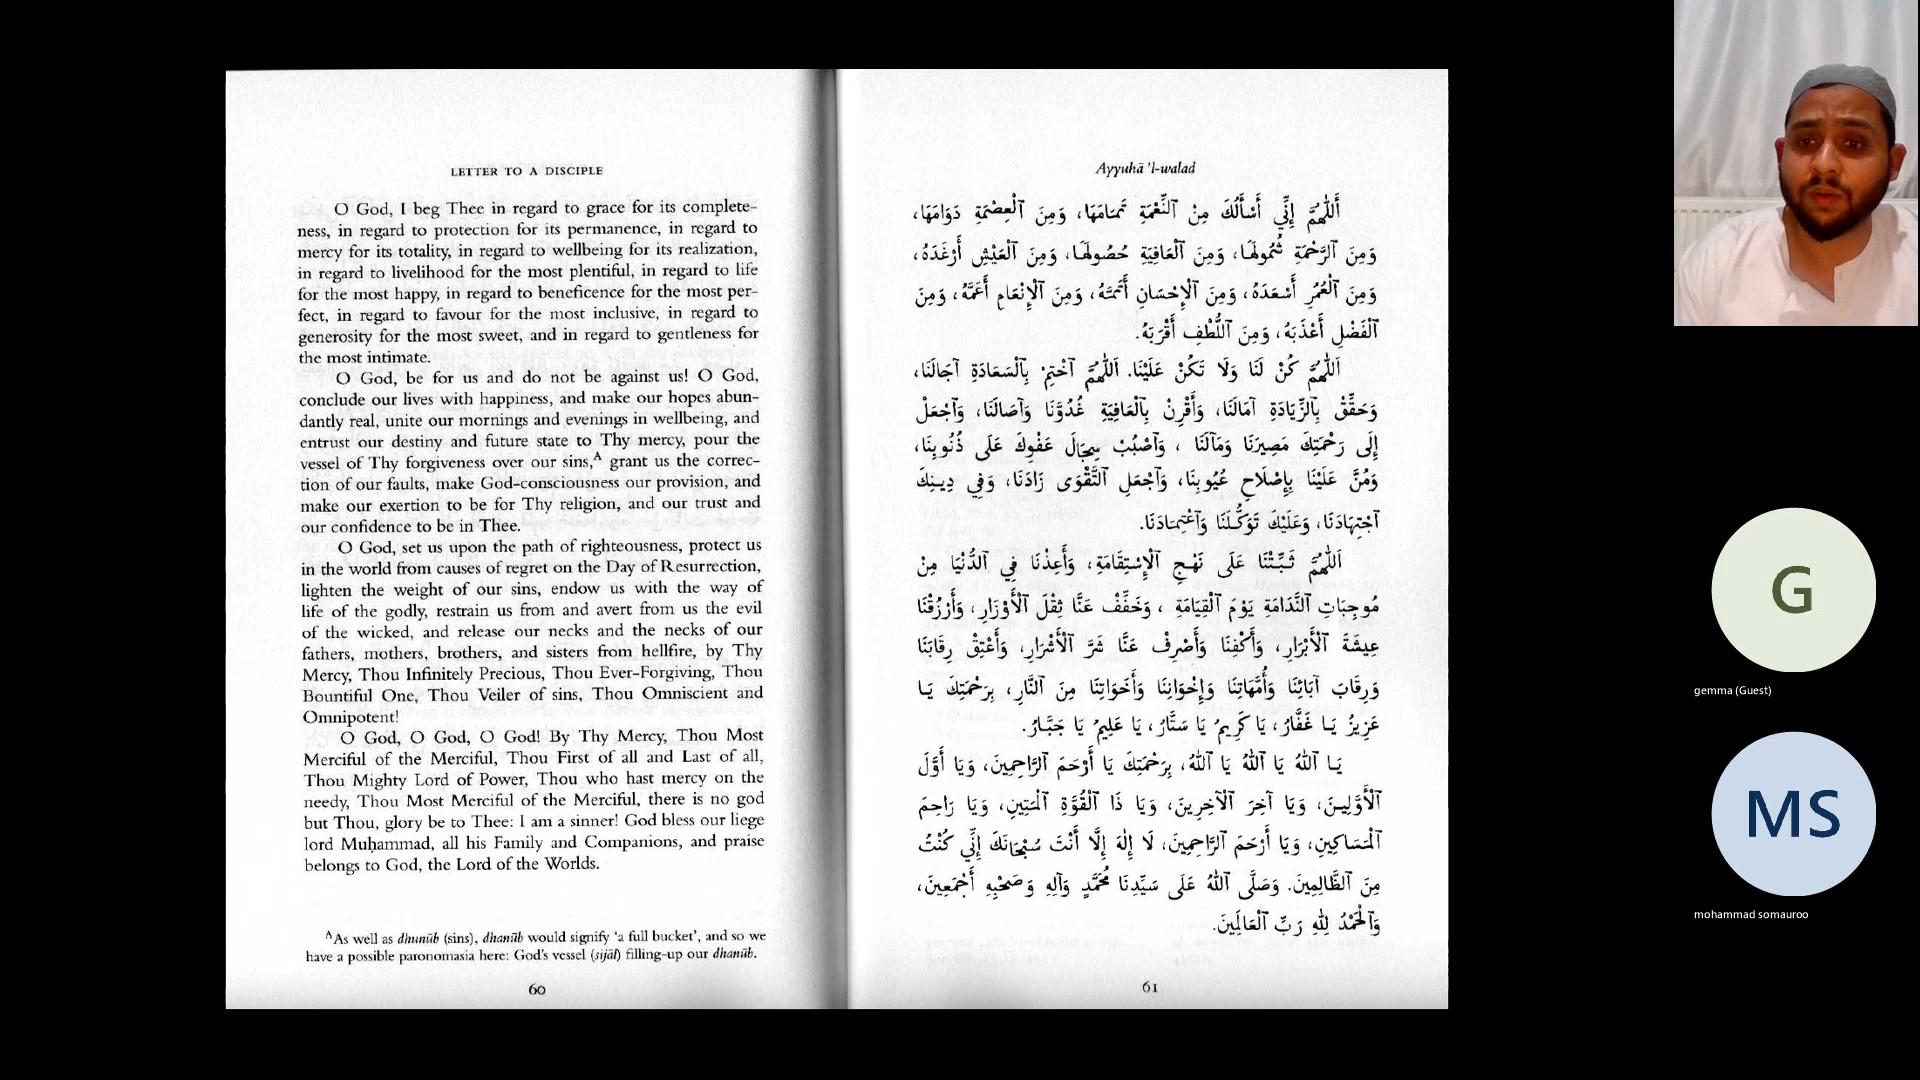 LETTER TO A DISCIPLE
O God, I beg Thee in regard to grace for its complete-
ness, in regard to protection for its permanence, in regard to
mercy for its totality, in regard to wellbeing for its realization,
in regard to livelihood for the most plentiful, in regard to life
for the most happy, in regard to beneficence for the most per-
fect, in regard to favour for the most inclusive, in regard to
generosity for the most sweet, and in regard to gentleness for
the most intimate.
O God, be for us and do not be against us! O God,
conclude our lives with happiness, and make our hopes abun-
dantly real, unite our mornings and evenings in wellbeing, and
entrust our destiny and future state to Thy mercy, pour the
vessel of Thy forgiveness over our sins,ᴬ grant us the correc-
tion of our faults, make God-consciousness our provision, and
make our exertion to be for Thy religion, and our trust and
our confidence to be in Thee.
O God, set us upon the path of righteousness, protect us
in the world from causes of regret on the Day of Resurrection,
lighten the weight of our sins, endow us with the way of
life of the godly, restrain us from and avert from us the evil
of the wicked, and release our necks and the necks of our
fathers, mothers, brothers, and sisters from hellfire, by Thy
Mercy, Thou Infinitely Precious, Thou Ever-Forgiving, Thou
Bountiful One, Thou Veiler of sins, Thou Omniscient and
Omnipotent!
O God, O God, O God! By Thy Mercy, Thou Most
Merciful of the Merciful, Thou First of all and Last of all,
Thou Mighty Lord of Power, Thou who hast mercy on the
needy, Thou Most Merciful of the Merciful, there is no god
but Thou, glory be to Thee: I am a sinner! God bless our liege
lord Muḥammad, all his Family and Companions, and praise
belongs to God, the Lord of the Worlds.
ᴬAs well as dhunūb (sins), dhanūb would signify ‘a full bucket’, and so we
have a possible paronomasia here: God's vessel (sijāl) filling-up our dhanūb.
60
Ayyuhā 'l-walad
أَللّٰهُمَّ إِنِّي أَسْأَلُكَ مِنْ ٱلنِّعْمَةِ تَمَامَهَا، وَمِنَ ٱلْعِصْمَةِ دَوَامَهَا،
وَمِنَ ٱلرَّحْمَةِ شُمُولَهَا، وَمِنَ ٱلْعَافِيَةِ حُصُولَهَا، وَمِنَ ٱلْعَيْشِ أَرْغَدَهُ،
وَمِنَ ٱلْعُمُرِ أَسْعَدَهُ، وَمِنَ ٱلْإِحْسَانِ أَتَمَّهُ، وَمِنَ ٱلْإِنْعَامِ أَعَمَّهُ، وَمِنَ
ٱلْفَضْلِ أَعْذَبَهُ، وَمِنَ ٱللُّطْفِ أَقْرَبَهُ.
اَللّٰهُمَّ كُنْ لَنَا وَلَا تَكُنْ عَلَيْنَا. اَللّٰهُمَّ ٱخْتِمْ بِٱلسَّعَادَةِ آجَالَنَا،
وَحَقِّقْ بِٱلزِّيَادَةِ آمَالَنَا، وَٱقْرِنْ بِٱلْعَافِيَةِ غُدُوَّنَا وَآصَالَنَا، وَٱجْعَلْ
إِلَى رَحْمَتِكَ مَصِيرَنَا وَمَآلَنَا ، وَٱصْبُبْ سِجَالَ عَفْوِكَ عَلَى ذُنُوبِنَا،
وَمُنَّ عَلَيْنَا بِإِصْلَاحِ عُيُوبِنَا، وَٱجْعَلِ ٱلتَّقْوَى زَادَنَا، وَفِي دِينِكَ
ٱجْتِهَادَنَا، وَعَلَيْكَ تَوَكُّلَنَا وَٱعْتِمَادَنَا.
اَللّٰهُمَّ ثَبِّتْنَا عَلَى نَهْجِ ٱلْإِسْتِقَامَةِ، وَأَعِذْنَا فِي ٱلدُّنْيَا مِنْ
مُوجِبَاتِ ٱلنَّدَامَةِ يَوْمَ ٱلْقِيَامَةِ ، وَخَفِّفْ عَنَّا ثِقْلَ ٱلْأَوْزَارِ، وَٱرْزُقْنَا
عِيشَةَ ٱلْأَبْرَارِ، وَٱكْفِنَا وَٱصْرِفْ عَنَّا شَرَّ ٱلْأَشْرَارِ، وَأَعْتِقْ رِقَابَنَا
وَرِقَابَ آبَائِنَا وَأُمَّهَاتِنَا وَإِخْوَانِنَا وَأَخَوَاتِنَا مِنَ ٱلنَّارِ، بِرَحْمَتِكَ يَا
عَزِيزُ يَا غَفَّارُ، يَا كَرِيمُ يَا سَتَّارُ، يَا عَلِيمُ يَا جَبَّارُ.
يَا ٱللّٰهُ يَا ٱللّٰهُ يَا ٱللّٰهُ، بِرَحْمَتِكَ يَا أَرْحَمَ ٱلرَّاحِمِينَ، وَيَا أَوَّلَ
ٱلْأَوَّلِينَ، وَيَا آخِرَ ٱلْآخِرِينَ، وَيَا ذَا ٱلْقُوَّةِ ٱلْمَتِينِ، وَيَا رَاحِمَ
ٱلْمَسَاكِينِ، وَيَا أَرْحَمَ ٱلرَّاحِمِينَ، لَا إِلٰهَ إِلَّا أَنْتَ سُبْحَانَكَ إِنِّي كُنْتُ
مِنَ ٱلظَّالِمِينَ. وَصَلَّى ٱللّٰهُ عَلَى سَيِّدِنَا مُحَمَّدٍ وَآلِهِ وَصَحْبِهِ أَجْمَعِينَ،
وَٱلْحَمْدُ لِلّٰهِ رَبِّ ٱلْعَالَمِينَ.
61
G
gemma (Guest)
MS
mohammad somauroo